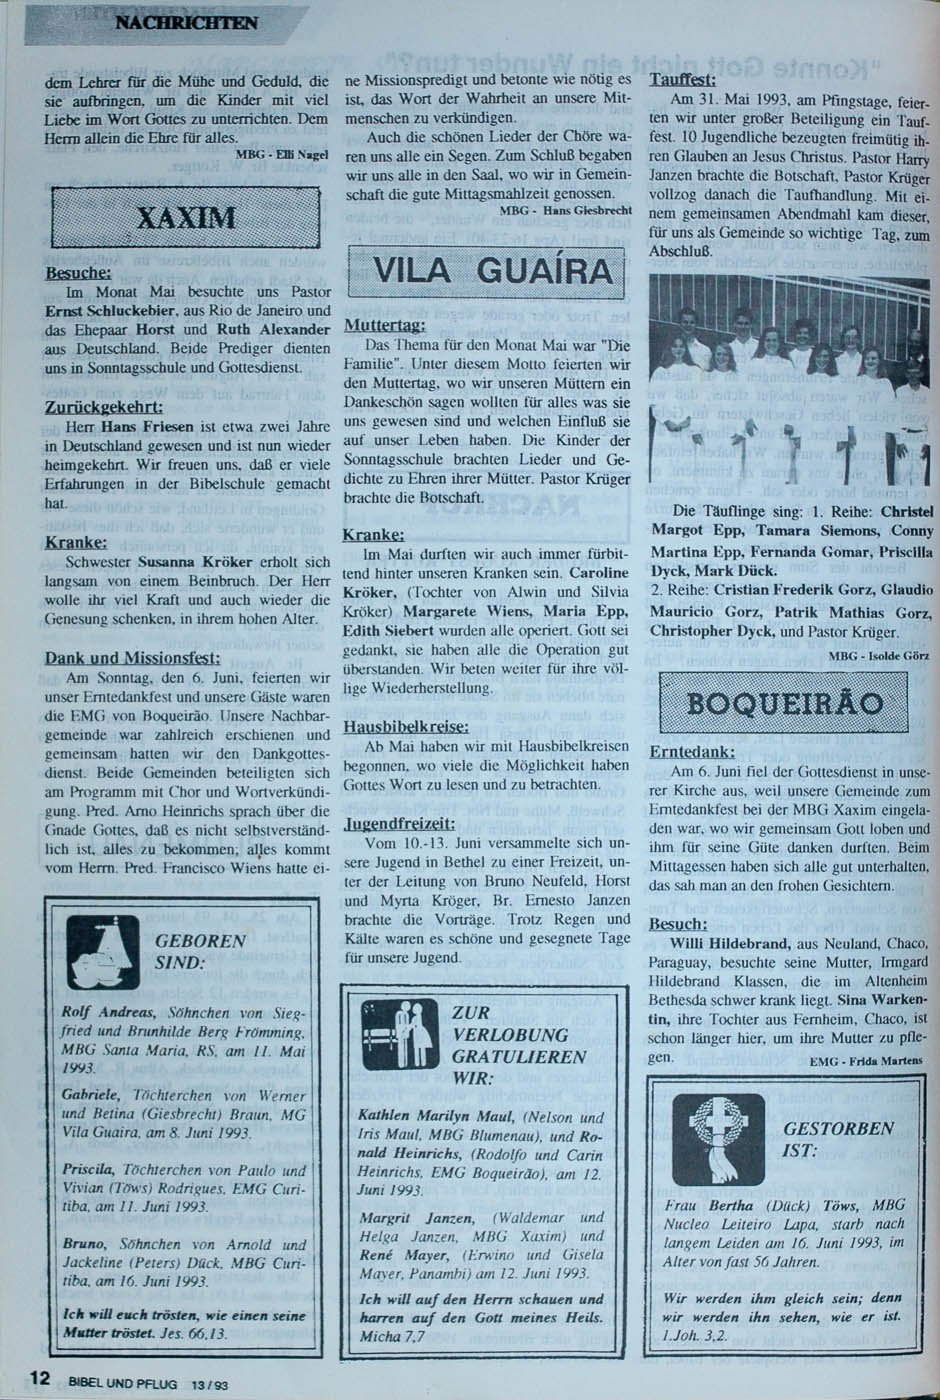 NACHRICHTEN
dem Lehrer für die Mühe und Geduld, die
sie aufbringen, um die Kinder mit viel
Liebe im Wort Gottes zu unterrichten. Dem
Herrn allein die Ehre für alles.
MBG - Elli Nagel
XAXIM
Besuche:
Im Monat Mai besuchte uns Pastor
Ernst Schluckebier, aus Rio de Janeiro und
das Ehepaar Horst und Ruth Alexander
aus Deutschland. Beide Prediger dienten
uns in Sonntagsschule und Gottesdienst.
Zurückgekehrt:
Herr Hans Friesen ist etwa zwei Jahre
in Deutschland gewesen und ist nun wieder
heimgekehrt. Wir freuen uns, daß er viele
Erfahrungen in der Bibelschule gemacht
hat.
Kranke:
Schwester Susanna Kröker erholt sich
langsam von einem Beinbruch. Der Herr
wolle ihr viel Kraft und auch wieder die
Genesung schenken, in ihrem hohen Alter.
Dank und Missionsfest:
Am Sonntag, den 6. Juni, feierten wir
unser Erntedankfest und unsere Gäste waren
die EMG von Boqueirão. Unsere Nachbar-
gemeinde war zahlreich erschienen und
gemeinsam hatten wir den Dankgottes-
dienst. Beide Gemeinden beteiligten sich
am Programm mit Chor und Wortverkündi-
gung. Pred. Arno Heinrichs sprach über die
Gnade Gottes, daß es nicht selbstverständ-
lich ist, alles zu bekommen; alles kommt
vom Herrn. Pred. Francisco Wiens hatte ei-
GEBOREN
SIND:
Rolf Andreas, Söhnchen von Sieg-
fried und Brunhilde Berg Frömming,
MBG Santa Maria, RS, am 11. Mai
1993.
Gabriele, Töchterchen von Werner
und Betina (Giesbrecht) Braun, MG
Vila Guaira, am 8. Juni 1993.
Priscila, Töchterchen von Paulo und
Vivian (Töws) Rodrigues, EMG Curi-
tiba, am 11. Juni 1993.
Bruno, Söhnchen von Arnold und
Jackeline (Peters) Dück, MBG Curi-
tiba, am 16. Juni 1993.
Ich will euch trösten, wie einen seine
Mutter tröstet. Jes. 66,13.
ne Missionspredigt und betonte wie nötig es
ist, das Wort der Wahrheit an unsere Mit-
menschen zu verkündigen.
Auch die schönen Lieder der Chöre wa-
ren uns alle ein Segen. Zum Schluß begaben
wir uns alle in den Saal, wo wir in Gemein-
schaft die gute Mittagsmahlzeit genossen.
MBG - Hans Giesbrecht
VILA GUAÍRA
Muttertag:
Das Thema für den Monat Mai war "Die
Familie". Unter diesem Motto feierten wir
den Muttertag, wo wir unseren Müttern ein
Dankeschön sagen wollten für alles was sie
uns gewesen sind und welchen Einfluß sie
auf unser Leben haben. Die Kinder der
Sonntagsschule brachten Lieder und Ge-
dichte zu Ehren ihrer Mütter. Pastor Krüger
brachte die Botschaft.
Kranke:
Im Mai durften wir auch immer fürbit-
tend hinter unseren Kranken sein. Caroline
Kröker, (Tochter von Alwin und Silvia
Kröker) Margarete Wiens, Maria Epp,
Edith Siebert wurden alle operiert. Gott sei
gedankt, sie haben alle die Operation gut
überstanden. Wir beten weiter für ihre völ-
lige Wiederherstellung.
Hausbibelkreise:
Ab Mai haben wir mit Hausbibelkreisen
begonnen, wo viele die Möglichkeit haben
Gottes Wort zu lesen und zu betrachten.
Jugendfreizeit:
Vom 10.-13. Juni versammelte sich un-
sere Jugend in Bethel zu einer Freizeit, un-
ter der Leitung von Bruno Neufeld, Horst
und Myrta Kröger, Br. Ernesto Janzen
brachte die Vorträge. Trotz Regen und
Kälte waren es schöne und gesegnete Tage
für unsere Jugend.
ZUR
VERLOBUNG
GRATULIEREN
WIR:
Kathlen Marilyn Maul, (Nelson und
Iris Maul, MBG Blumenau), und Ro-
nald Heinrichs, (Rodolfo und Carin
Heinrichs, EMG Boqueirão), am 12.
Juni 1993.
Margrit Janzen, (Waldemar und
Helga Janzen, MBG Xaxim) und
René Mayer, (Erwino und Gisela
Mayer, Panambi) am 12. Juni 1993.
Ich will auf den Herrn schauen und
harren auf den Gott meines Heils.
Micha 7,7
Tauffest:
Am 31. Mai 1993, am Pfingstage, feier-
ten wir unter großer Beteiligung ein Tauf-
fest. 10 Jugendliche bezeugten freimütig ih-
ren Glauben an Jesus Christus. Pastor Harry
Janzen brachte die Botschaft, Pastor Krüger
vollzog danach die Taufhandlung. Mit ei-
nem gemeinsamen Abendmahl kam dieser,
für uns als Gemeinde so wichtige Tag, zum
Abschluß.
Die Täuflinge sing: 1. Reihe: Christel
Margot Epp, Tamara Siemons, Conny
Martina Epp, Fernanda Gomar, Priscilla
Dyck, Mark Dück.
2. Reihe: Cristian Frederik Gorz, Glaudio
Mauricio Gorz, Patrik Mathias Gorz,
Christopher Dyck, und Pastor Krüger.
MBG - Isolde Görz
BOQUEIRÃO
Erntedank:
Am 6. Juni fiel der Gottesdienst in unse-
rer Kirche aus, weil unsere Gemeinde zum
Erntedankfest bei der MBG Xaxim eingela-
den war, wo wir gemeinsam Gott loben und
ihm für seine Güte danken durften. Beim
Mittagessen haben sich alle gut unterhalten,
das sah man an den frohen Gesichtern.
Besuch:
Willi Hildebrand, aus Neuland, Chaco,
Paraguay, besuchte seine Mutter, Irmgard
Hildebrand Klassen, die im Altenheim
Bethesda schwer krank liegt. Sina Warken-
tin, ihre Tochter aus Fernheim, Chaco, ist
schon länger hier, um ihre Mutter zu pfle-
gen.
EMG - Frida Martens
GESTORBEN
IST:
Frau Bertha (Dück) Töws, MBG
Nucleo Leiteiro Lapa, starb nach
langem Leiden am 16. Juni 1993, im
Alter von fast 56 Jahren.
Wir werden ihm gleich sein; denn
wir werden ihn sehen, wie er ist.
1.Joh. 3,2.
12 BIBEL UND PFLUG 13/93